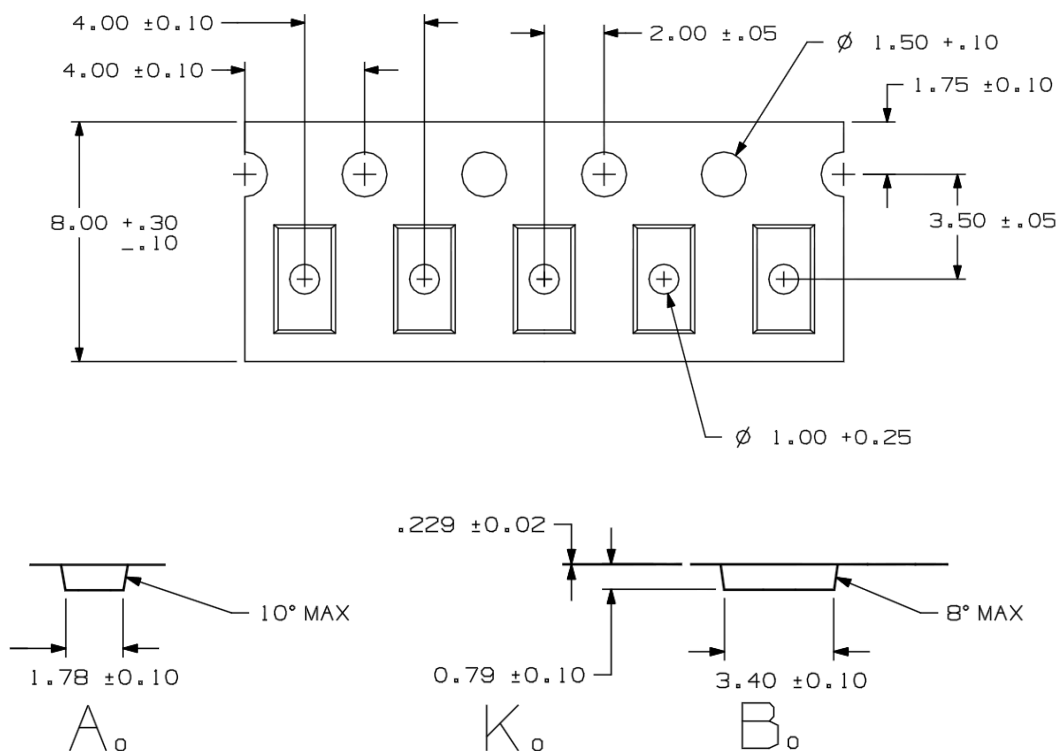 4.00 ±0.10
2.00 ±.05
Ø 1.50 +.10
4.00 ±0.10
1.75 ±0.10
8.00 +.30
-.10
3.50 ±.05
Ø 1.00 +0.25
.229 ±0.02
10° MAX
8° MAX
1.78 ±0.10
0.79 ±0.10
3.40 ±0.10
A₀
K₀
B₀